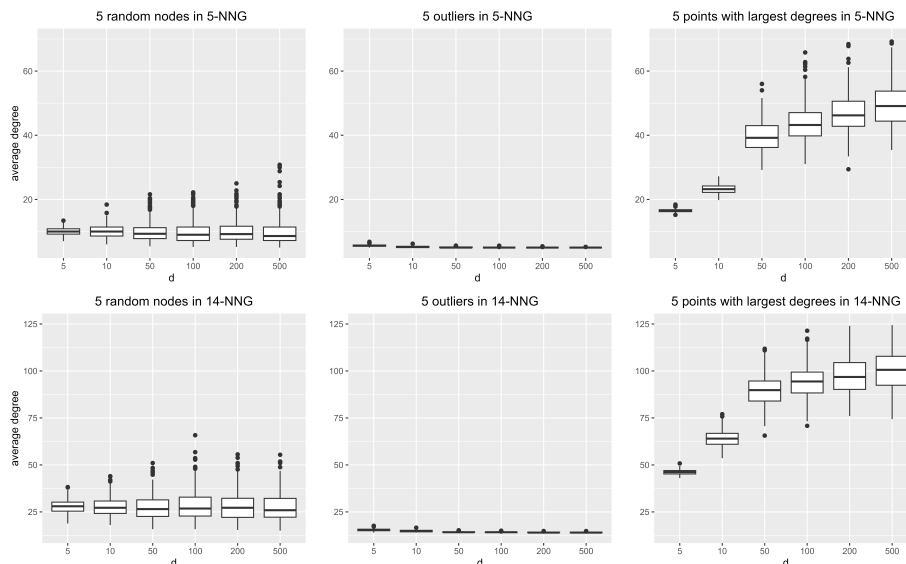 5 random nodes in 5-NNG
5 outliers in 5-NNG
5 points with largest degrees in 5-NNG
average degree
60
40
20
5 10 50 100 200 500
d
60
40
20
5 10 50 100 200 500
d
60
40
20
5 10 50 100 200 500
d
5 random nodes in 14-NNG
5 outliers in 14-NNG
5 points with largest degrees in 14-NNG
average degree
125
100
75
50
25
5 10 50 100 200 500
d
125
100
75
50
25
5 10 50 100 200 500
d
125
100
75
50
25
5 10 50 100 200 500
d